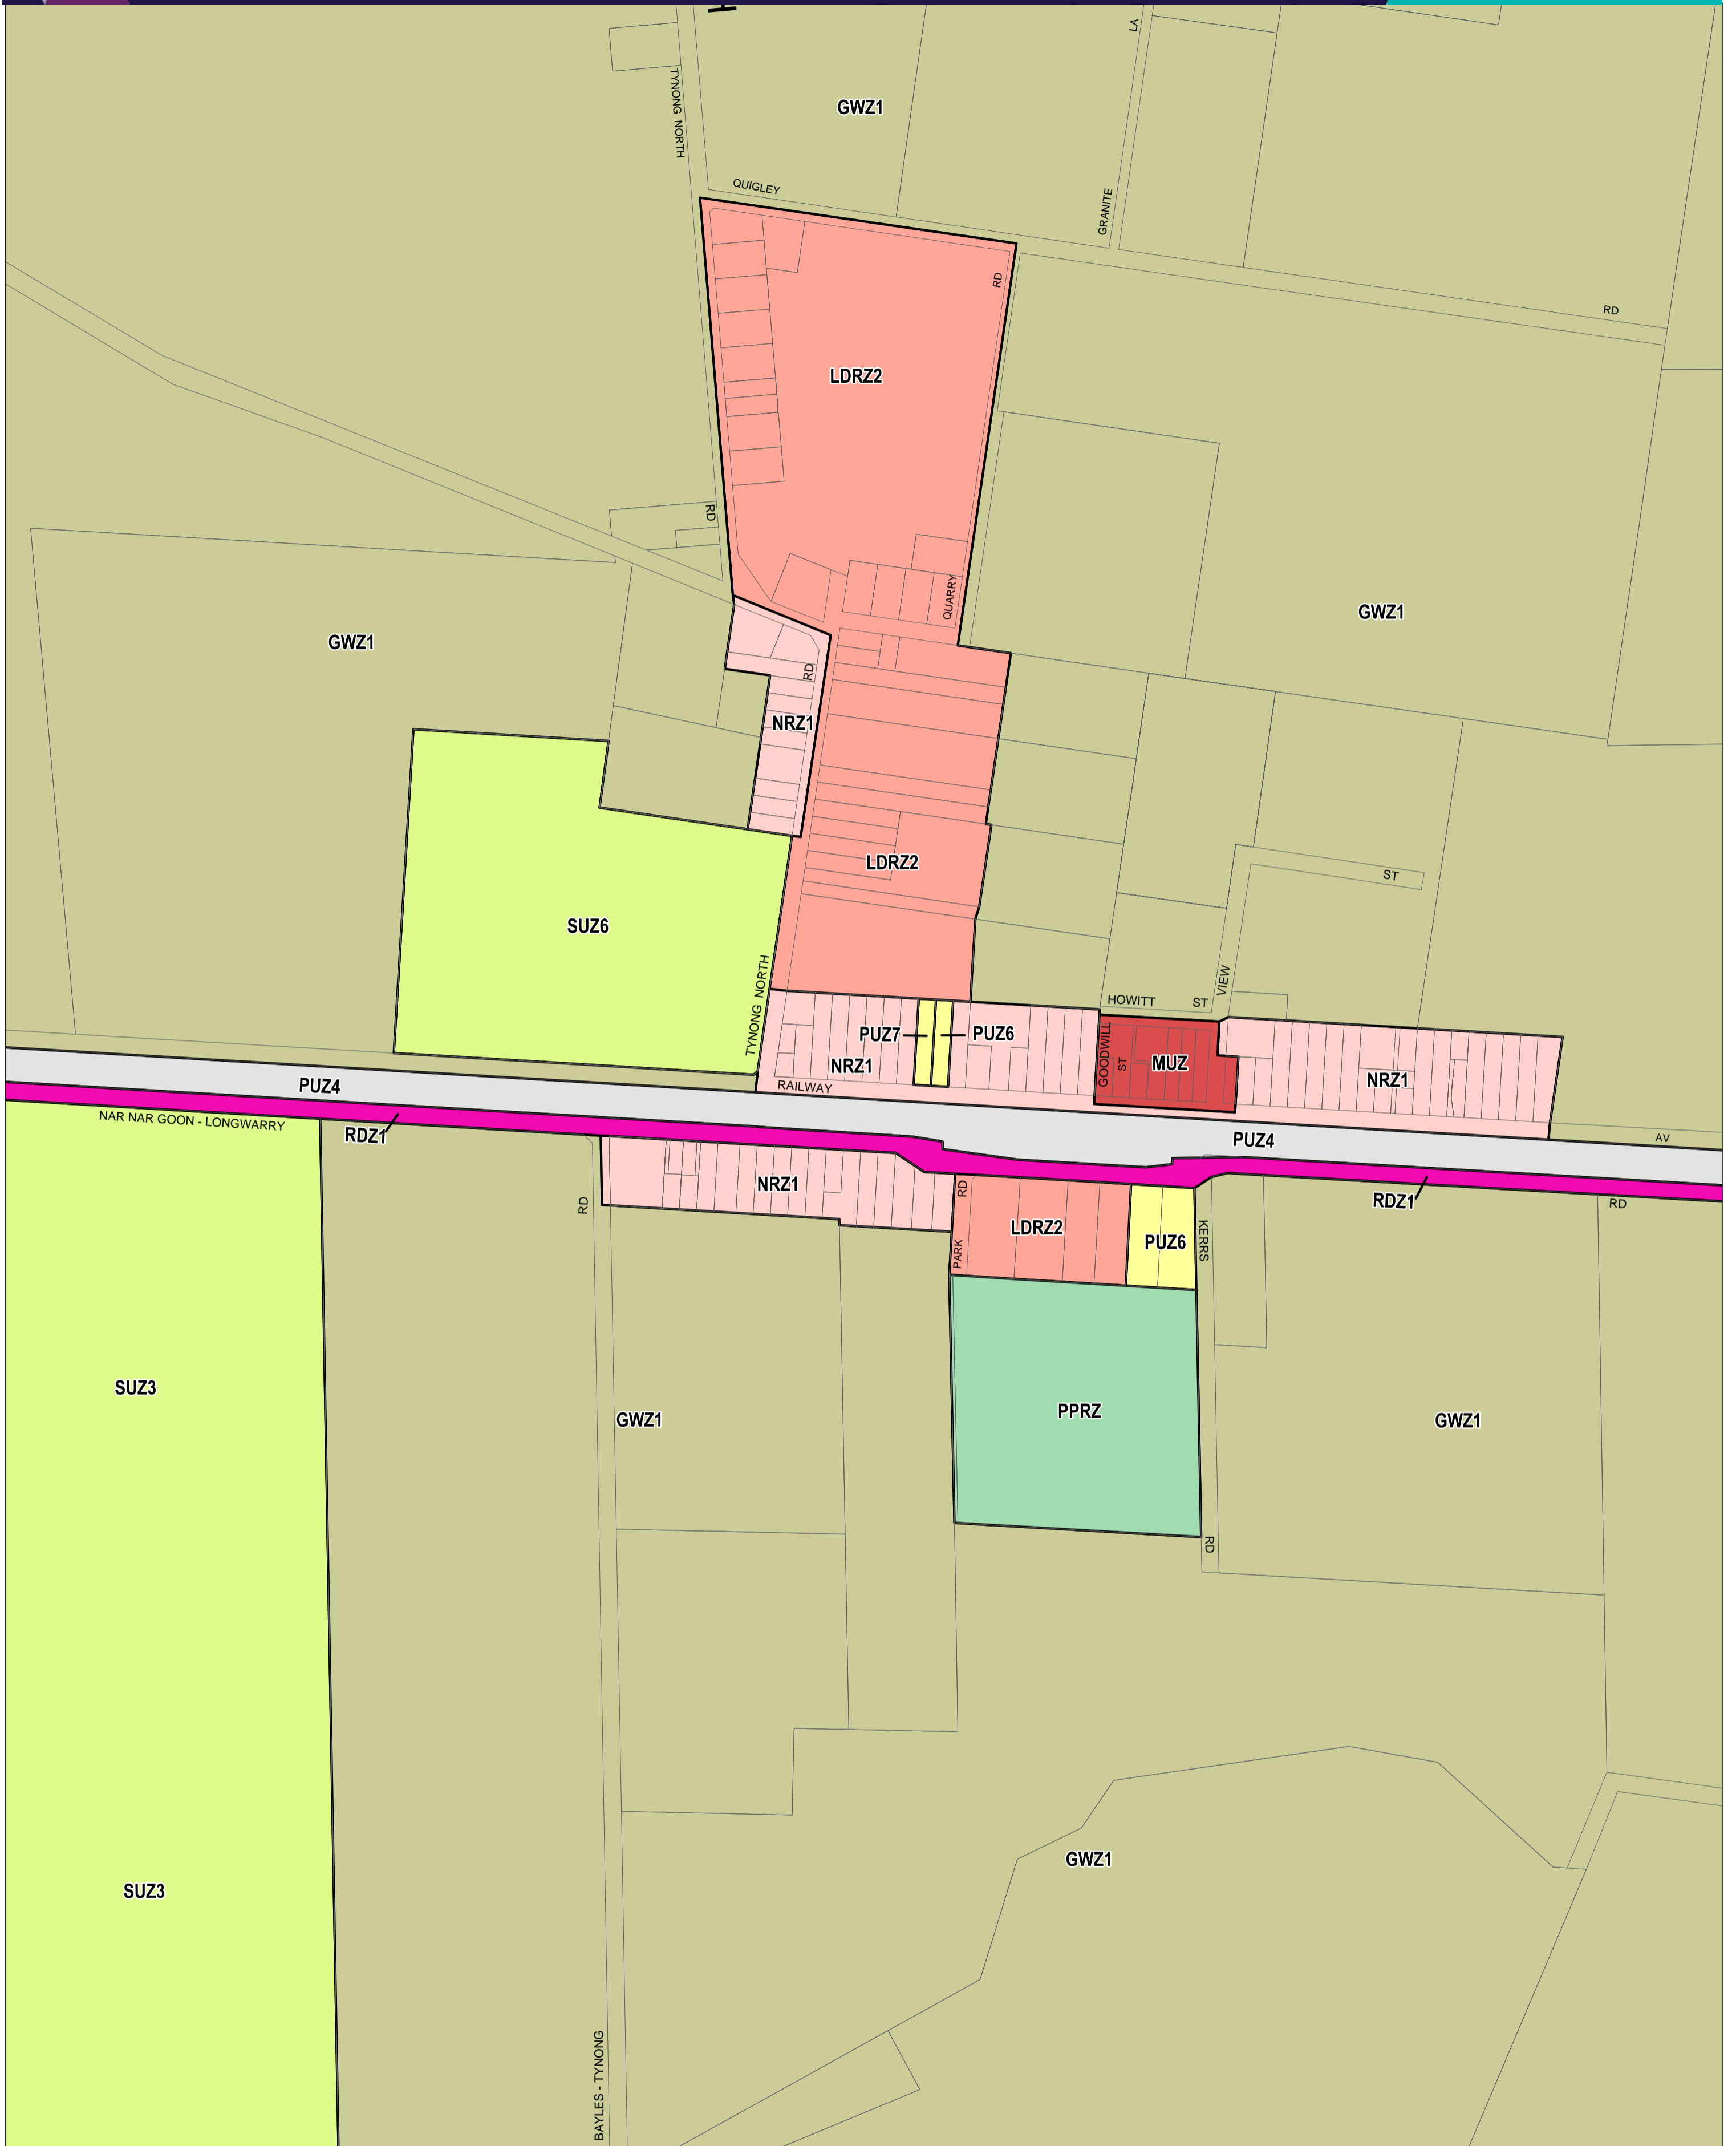 LA
TYNONG NORTH
GWZ1
QUIGLEY
GRANITE
RD
RD
LDRZ2
RD
QUARRY
GWZ1
GWZ1
RD
NRZ1
LDRZ2
ST
SUZ6
TYNONG NORTH
VIEW
HOWITT ST
PUZ7
PUZ6
GOODWILL
ST
MUZ
NRZ1
NRZ1
RAILWAY
PUZ4
NAR NAR GOON - LONGWARRY
RDZ1
PUZ4
AV
NRZ1
RD
RD
RDZ1
RD
LDRZ2
PUZ6
KERRS
PARK
SUZ3
GWZ1
PPRZ
GWZ1
RD
GWZ1
SUZ3
BAYLES - TYNONG